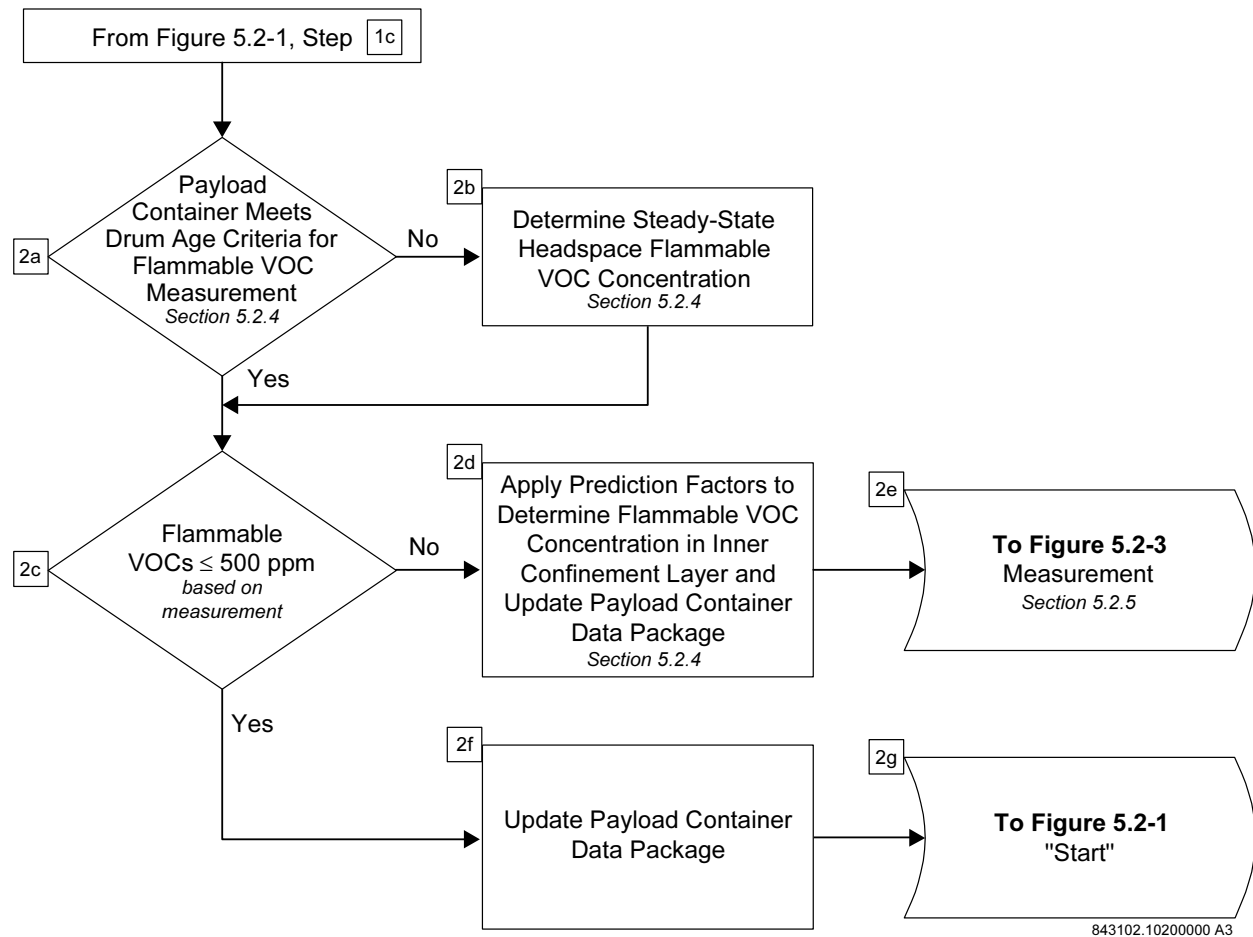 From Figure 5.2-1, Step 1c
2a
Payload
Container Meets
Drum Age Criteria for
Flammable VOC
Measurement
Section 5.2.4
No
2b
Determine Steady-State
Headspace Flammable
VOC Concentration
Section 5.2.4
Yes
2c
Flammable
VOCs ≤ 500 ppm
based on
measurement
No
2d
Apply Prediction Factors to
Determine Flammable VOC
Concentration in Inner
Confinement Layer and
Update Payload Container
Data Package
Section 5.2.4
2e
To Figure 5.2-3
Measurement
Section 5.2.5
Yes
2f
Update Payload Container
Data Package
2g
To Figure 5.2-1
"Start"
843102.10200000 A3